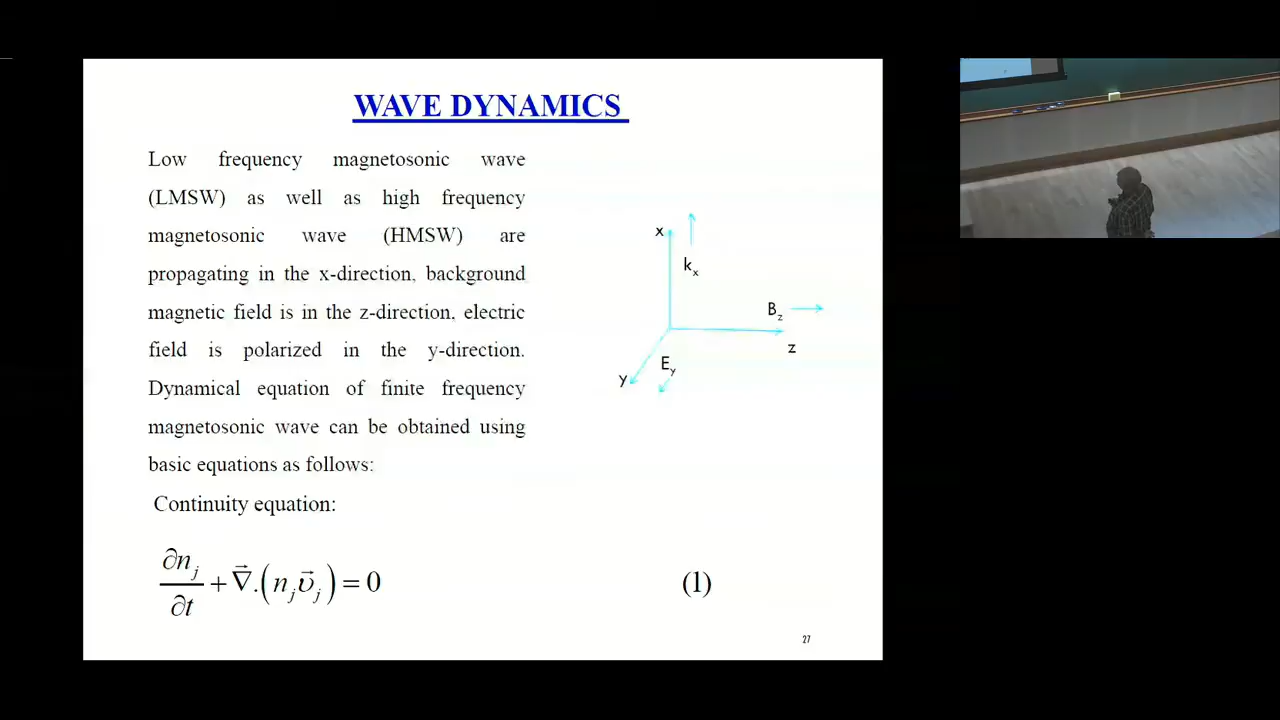 WAVE DYNAMICS
Low frequency magnetosonic wave
(LMSW) as well as high frequency
magnetosonic wave (HMSW) are
propagating in the x-direction, background
magnetic field is in the z-direction, electric
field is polarized in the y-direction.
Dynamical equation of finite frequency
magnetosonic wave can be obtained using
basic equations as follows:
Continuity equation:
∂n_j/∂t + ∇⃗.(n_j υ⃗_j) = 0 (1)
x
k_x
B_z
z
E_y
y
27